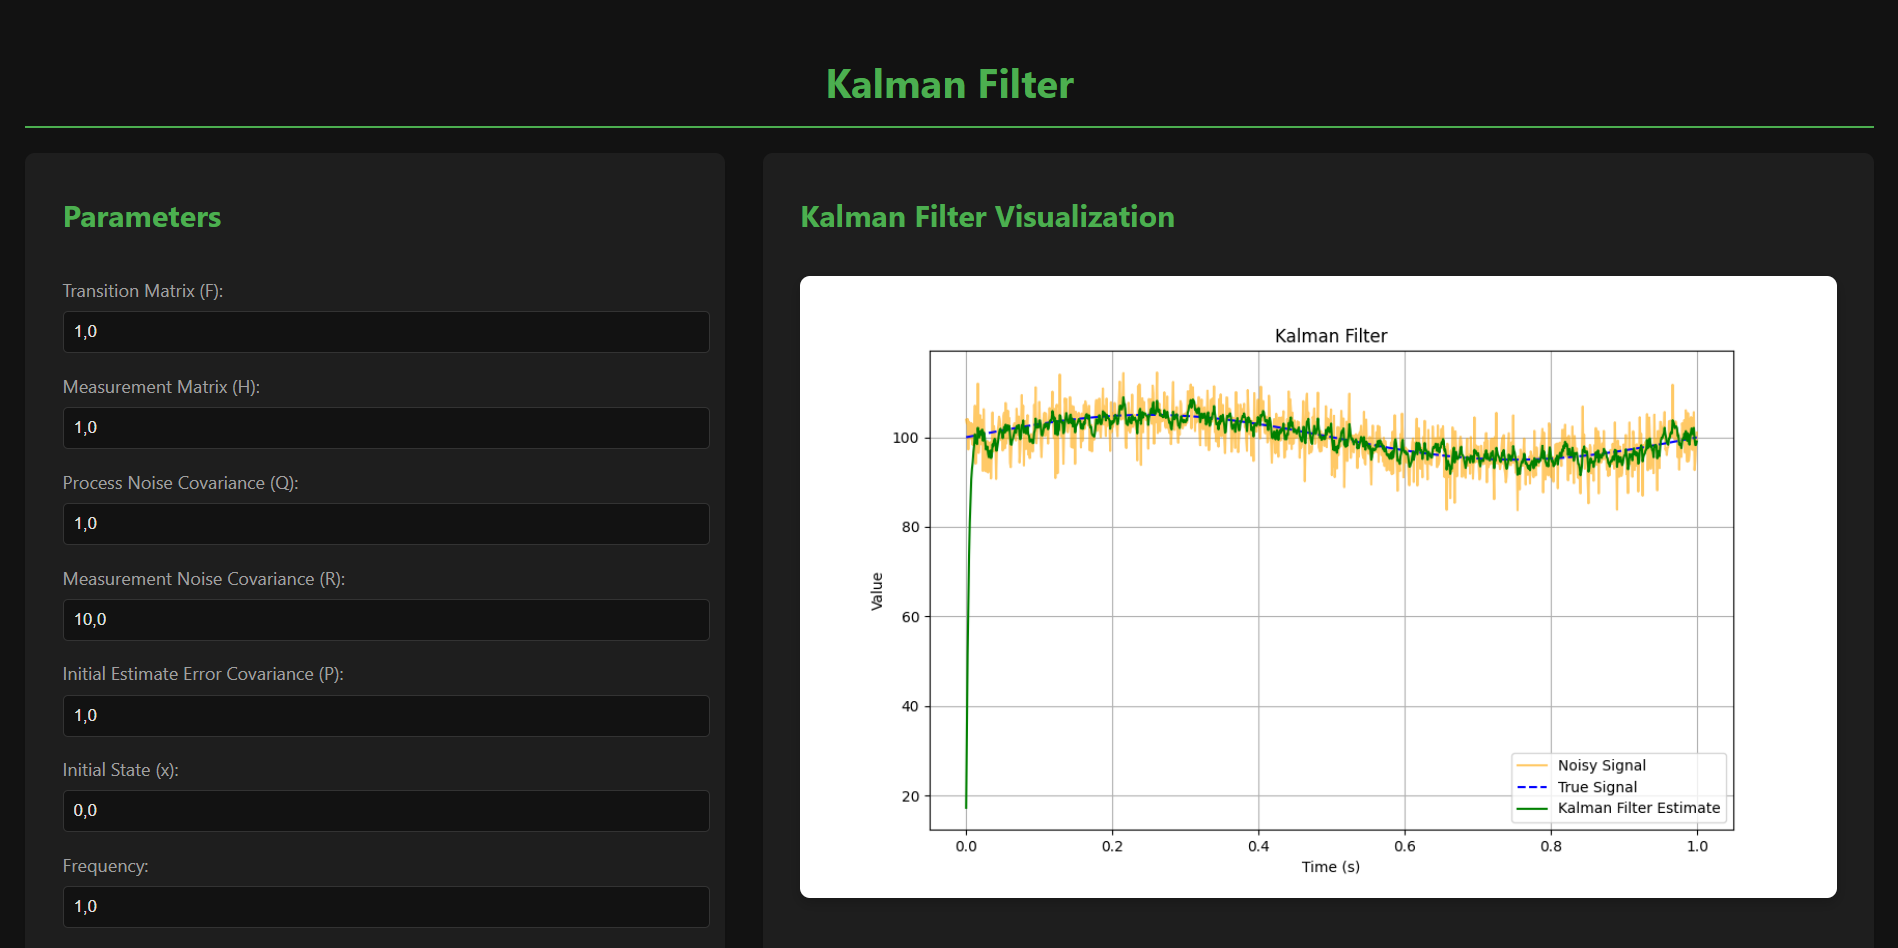 Kalman Filter
Parameters
Transition Matrix (F):
1,0
Measurement Matrix (H):
1,0
Process Noise Covariance (Q):
1,0
Measurement Noise Covariance (R):
10,0
Initial Estimate Error Covariance (P):
1,0
Initial State (x):
0,0
Frequency:
1,0
Kalman Filter Visualization
Kalman Filter
100
80
60
40
20
Value
Noisy Signal
True Signal
Kalman Filter Estimate
0.0 0.2 0.4 0.6 0.8 1.0
Time (s)